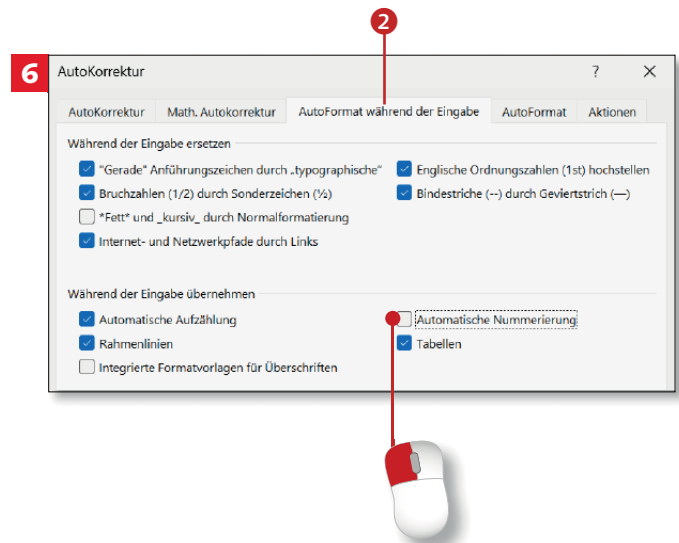 2
6
AutoKorrektur ? ×
AutoKorrektur Math. Autokorrektur AutoFormat während der Eingabe AutoFormat Aktionen
Während der Eingabe ersetzen
"Gerade" Anführungszeichen durch „typographische“ Englische Ordnungszahlen (1st) hochstellen
Bruchzahlen (1/2) durch Sonderzeichen (½) Bindestriche (--) durch Geviertstrich (—)
*Fett* und _kursiv_ durch Normalformatierung
Internet- und Netzwerkpfade durch Links
Während der Eingabe übernehmen
Automatische Aufzählung Automatische Nummerierung
Rahmenlinien Tabellen
Integrierte Formatvorlagen für Überschriften